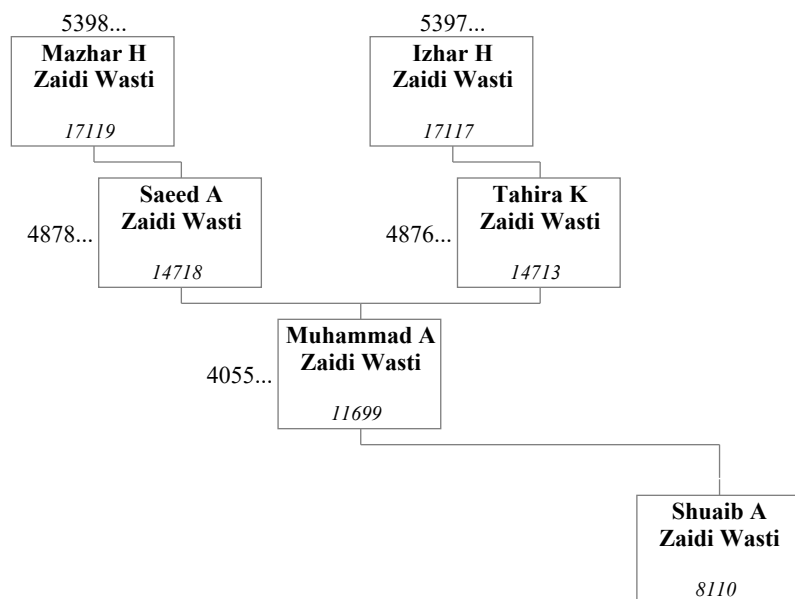 5398...
Mazhar H
Zaidi Wasti
17119
5397...
Izhar H
Zaidi Wasti
17117
4878...
Saeed A
Zaidi Wasti
14718
4876...
Tahira K
Zaidi Wasti
14713
4055...
Muhammad A
Zaidi Wasti
11699
Shuaib A
Zaidi Wasti
8110